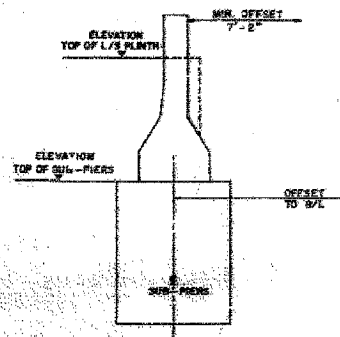 MIN. OFFSET
7'-2"
ELEVATION
TOP OF L/S PLINTH
ELEVATION
TOP OF SUB-PIERS
OFFSET
TO B/L
SUB-PIERS